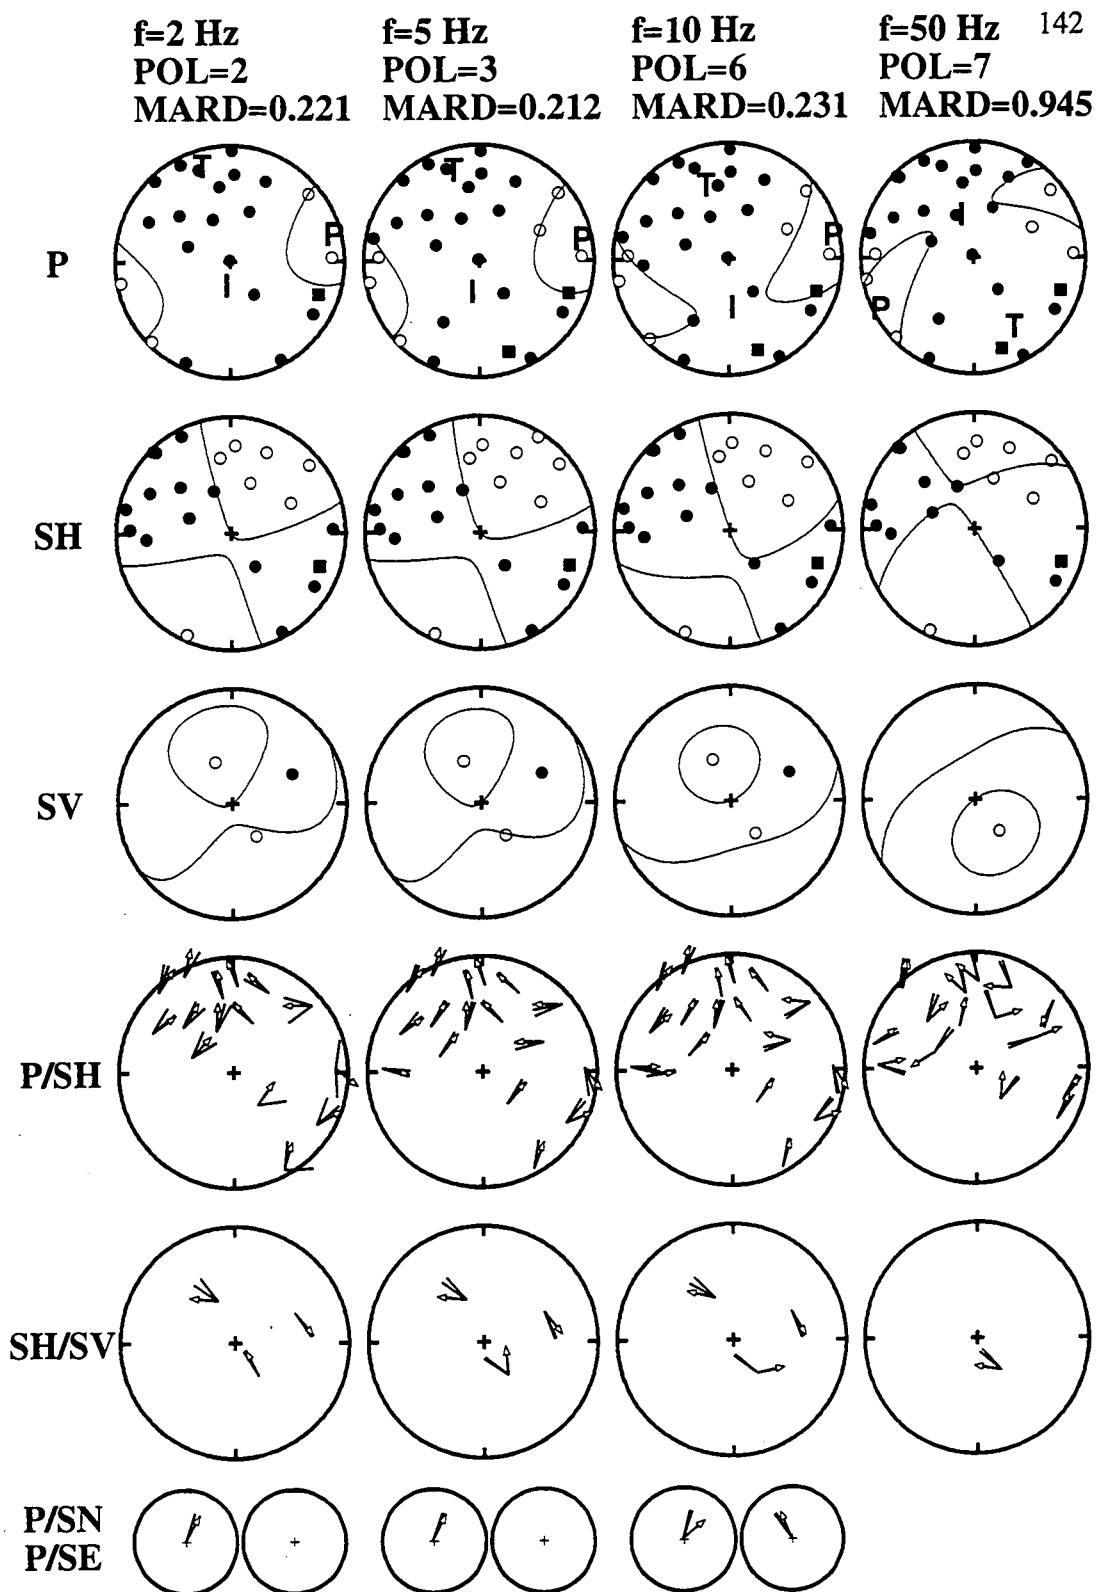 142
f=2 Hz f=5 Hz f=10 Hz f=50 Hz
POL=2 POL=3 POL=6 POL=7
MARD=0.221 MARD=0.212 MARD=0.231 MARD=0.945
P
T P I
T P I
T P I
I P T
SH
SV
P/SH
SH/SV
P/SN
P/SE